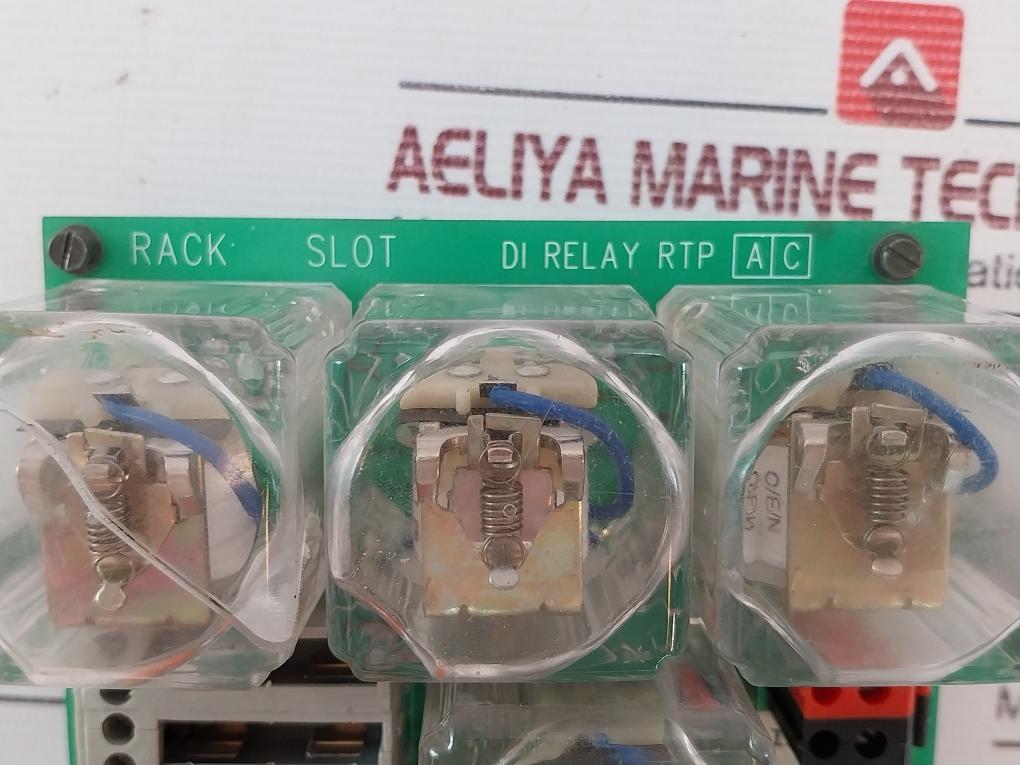 AELIYA MARINE TEC
RACK SLOT DI RELAY RTP A C
O/E/N